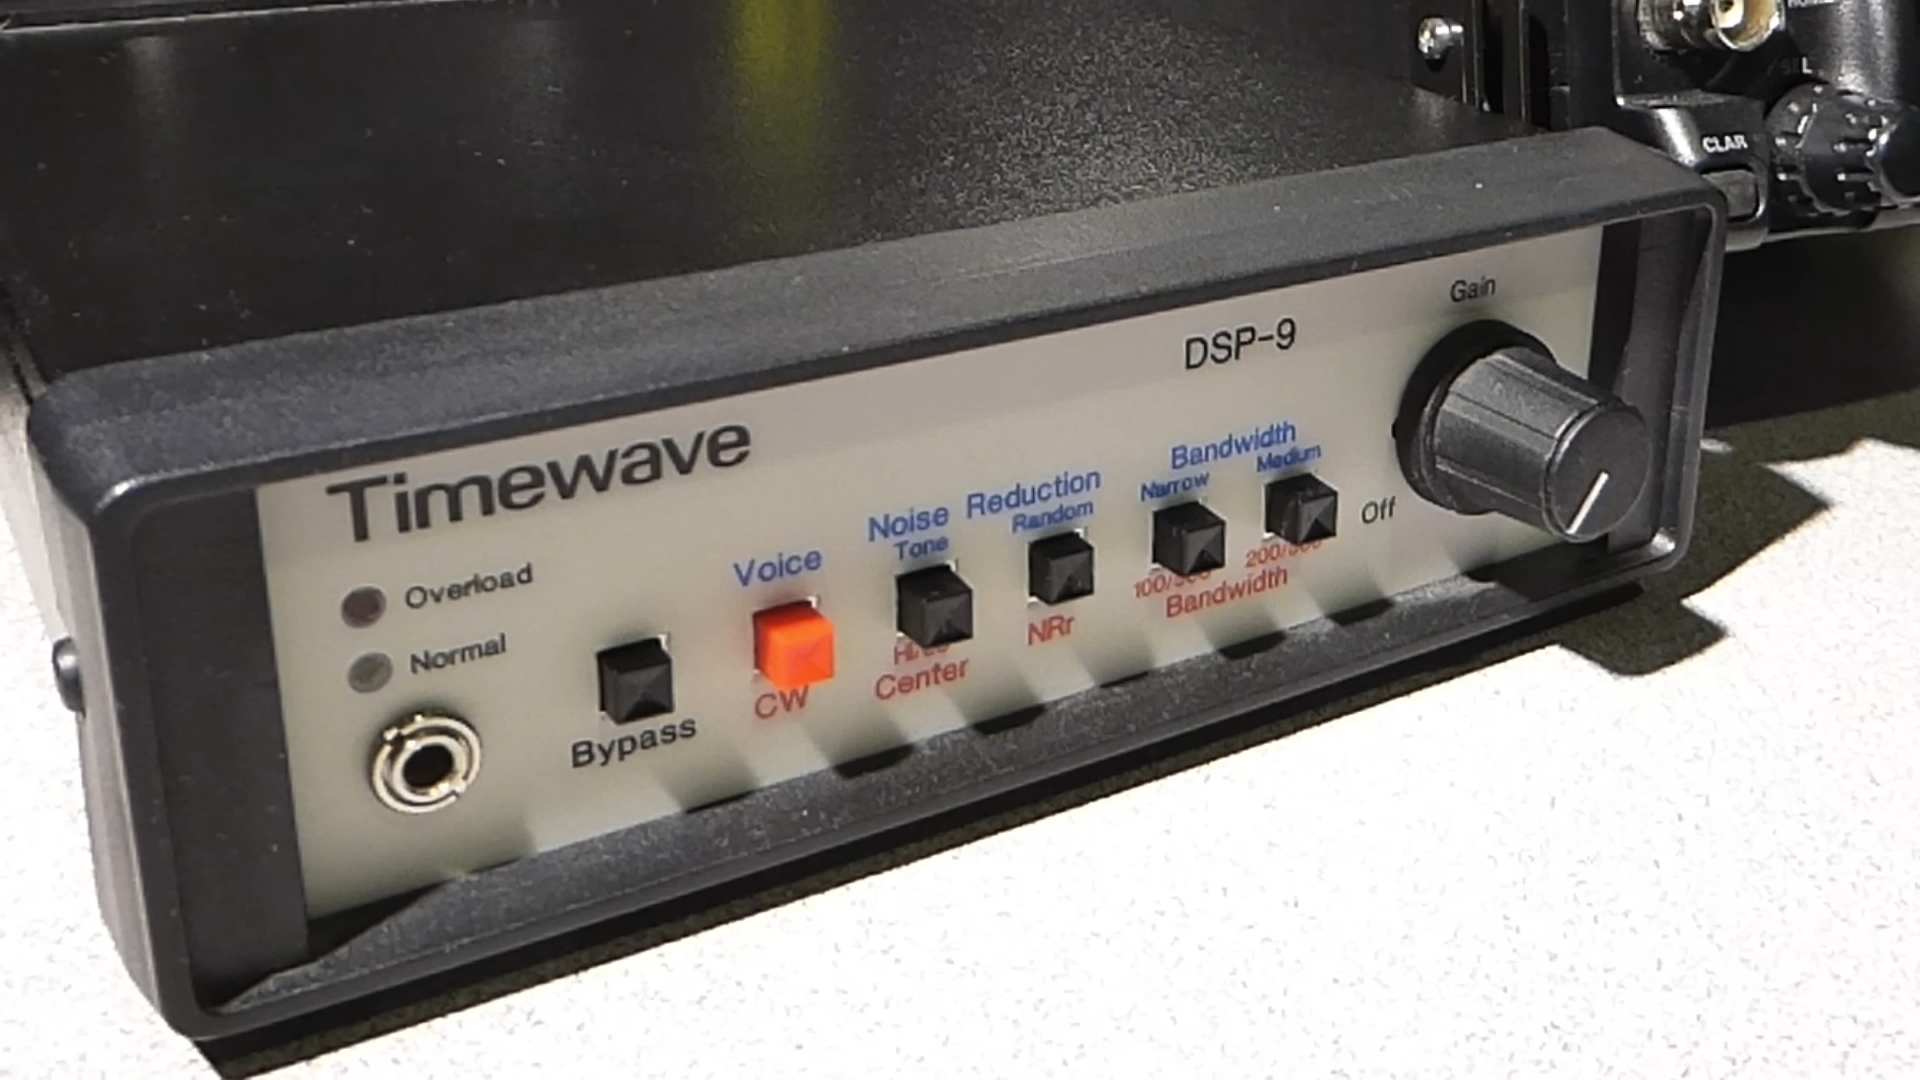 CLAR
Gain
DSP-9
Timewave
Bandwidth
Narrow Medium
Noise Reduction
Tone Random
Voice
Off
Overload
Normal
Bypass
CW
Center
NRr
Bandwidth